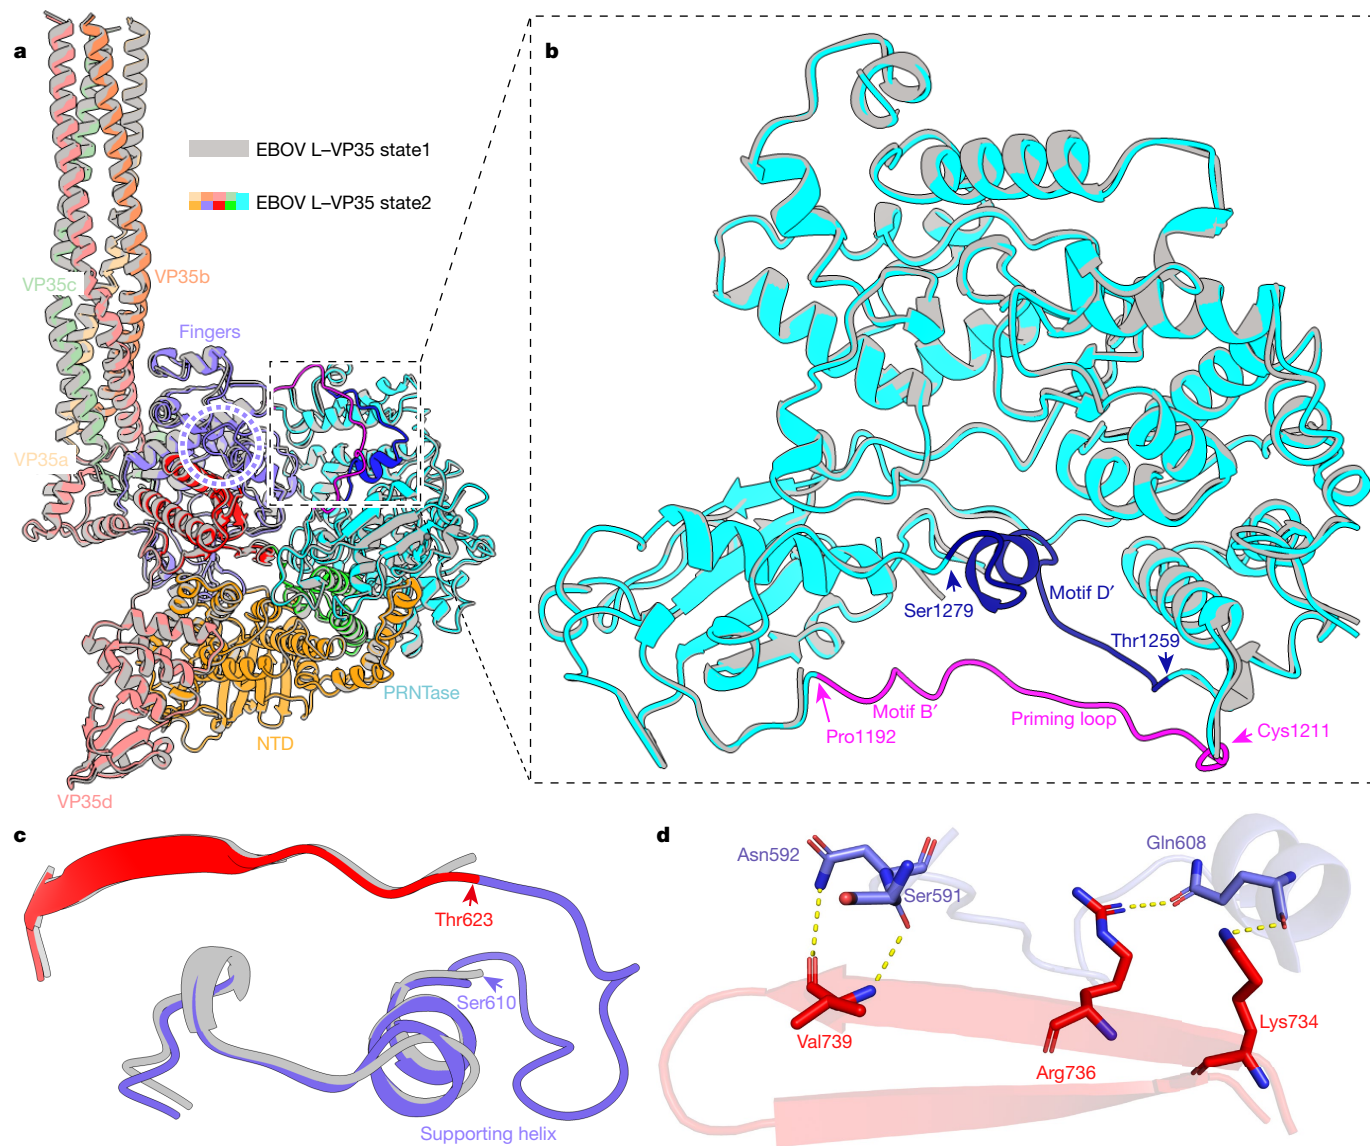 a
EBOV L–VP35 state1
EBOV L–VP35 state2
VP35c
VP35b
Fingers
VP35a
PRNTase
NTD
VP35d
b
Ser1279
Motif D′
Thr1259
Motif B′
Priming loop
Pro1192
Cys1211
c
Thr623
Ser610
Supporting helix
d
Asn592
Gln608
Ser591
Val739
Lys734
Arg736